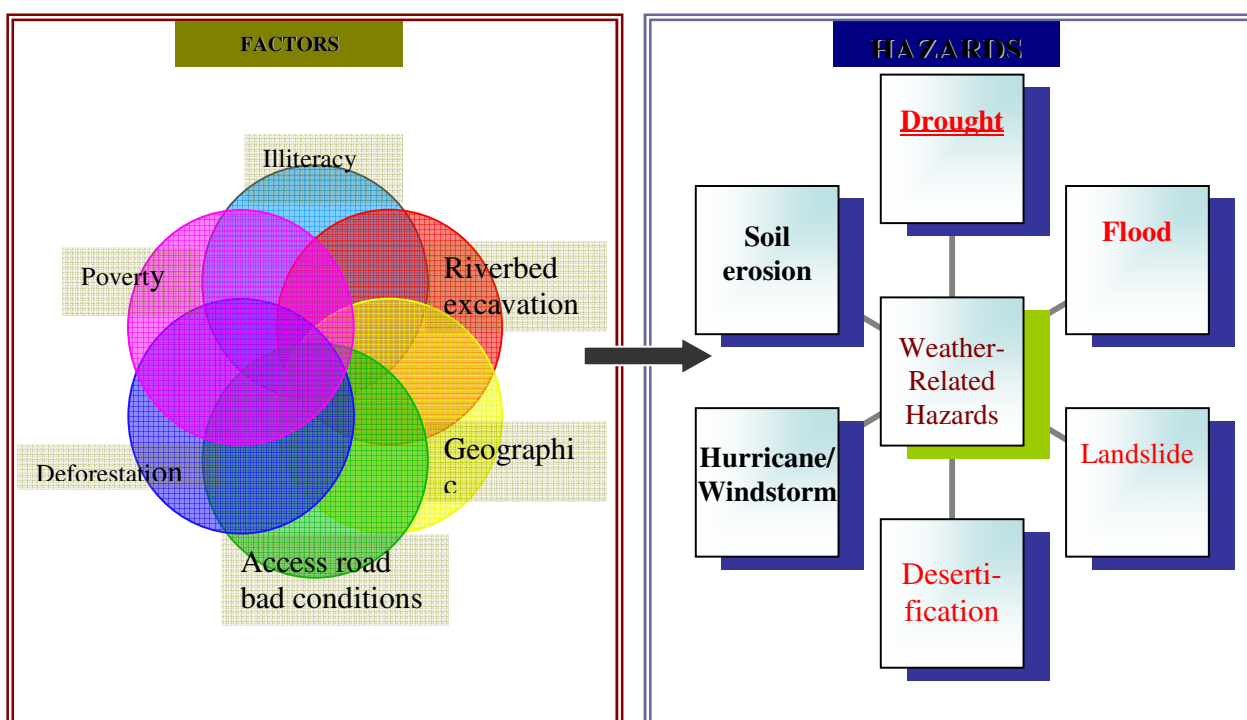 FACTORS
Illiteracy
Poverty
Riverbed
excavation
Deforestation
Geographi
c
Access road
bad conditions
HAZARDS
Drought
Soil
erosion
Flood
Weather-
Related
Hazards
Hurricane/
Windstorm
Landslide
Deserti-
fication